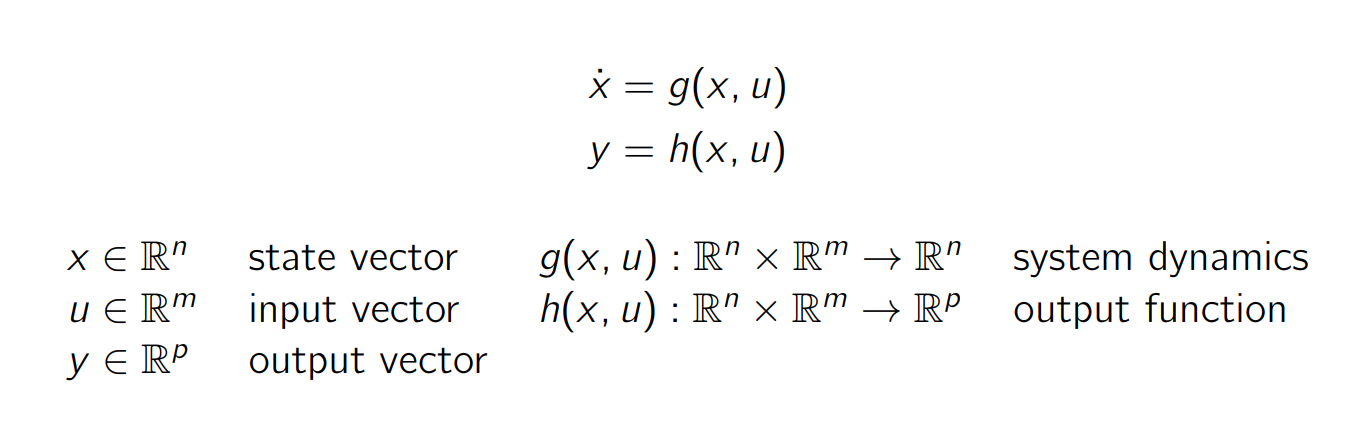 ẋ = g(x, u)
y = h(x, u)
x ∈ ℝⁿ state vector g(x, u) : ℝⁿ × ℝᵐ → ℝⁿ system dynamics
u ∈ ℝᵐ input vector h(x, u) : ℝⁿ × ℝᵐ → ℝᵖ output function
y ∈ ℝᵖ output vector